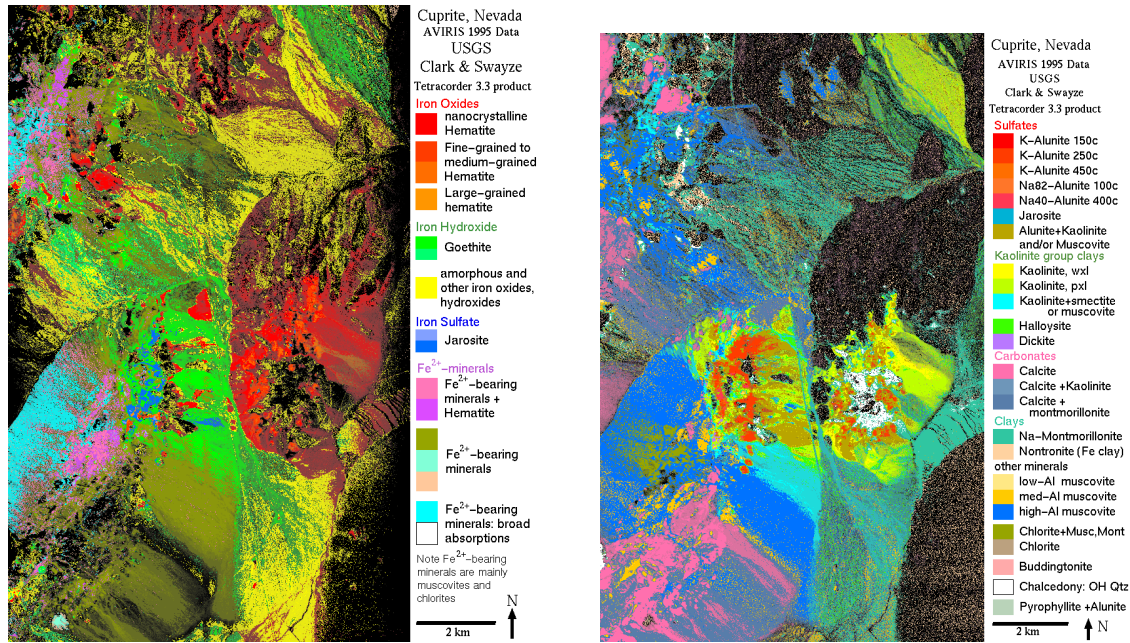 Cuprite, Nevada
AVIRIS 1995 Data
USGS
Clark & Swayze
Tetracorder 3.3 product
Iron Oxides
nanocrystalline
Hematite
Fine-grained to
medium-grained
Hematite
Large-grained
hematite
Iron Hydroxide
Goethite
amorphous and
other iron oxides,
hydroxides
Iron Sulfate
Jarosite
Fe2+-minerals
Fe2+-bearing
minerals +
Hematite
Fe2+-bearing
minerals
Fe2+-bearing
minerals: broad
absorptions
Note Fe2+-bearing
minerals are mainly
muscovites and
chlorites
N
2 km
Cuprite, Nevada
AVIRIS 1995 Data
USGS
Clark & Swayze
Tetracorder 3.3 product
Sulfates
K-Alunite 150c
K-Alunite 250c
K-Alunite 450c
Na82-Alunite 100c
Na40-Alunite 400c
Jarosite
Alunite+Kaolinite
and/or Muscovite
Kaolinite group clays
Kaolinite, wxl
Kaolinite, pxl
Kaolinite+smectite
or muscovite
Halloysite
Dickite
Carbonates
Calcite
Calcite +Kaolinite
Calcite +
montmorillonite
Clays
Na-Montmorillonite
Nontronite (Fe clay)
other minerals
low-Al muscovite
med-Al muscovite
high-Al muscovite
Chlorite+Musc,Mont
Chlorite
Buddingtonite
Chalcedony: OH Qtz
Pyrophyllite +Alunite
2 km
N